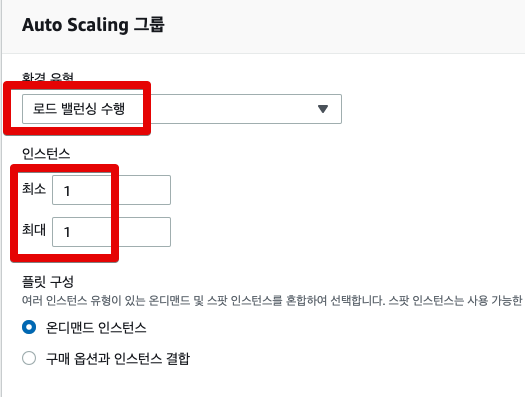 Auto Scaling 그룹
환경 유형
로드 밸런싱 수행
인스턴스
최소 1
최대 1
플릿 구성
여러 인스턴스 유형이 있는 온디맨드 및 스팟 인스턴스를 혼합하여 선택합니다. 스팟 인스턴스는 사용 가능한
온디맨드 인스턴스
구매 옵션과 인스턴스 결합